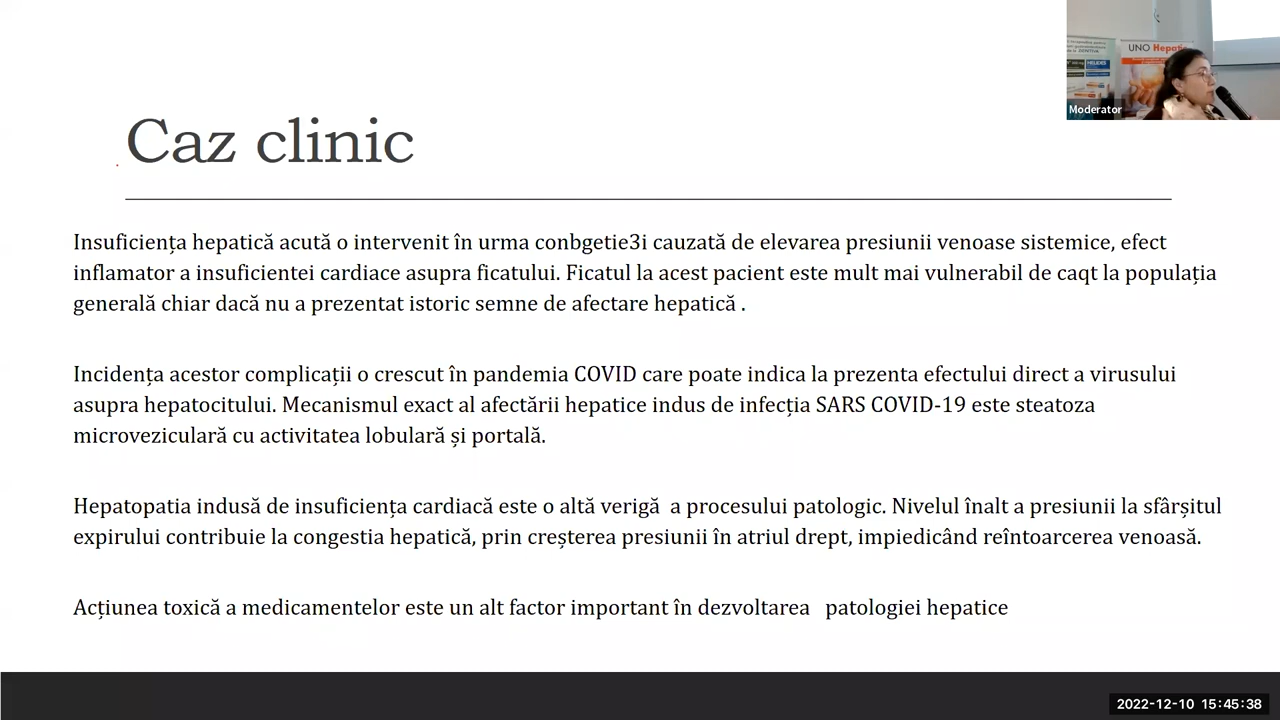 UNO Hepatic
HELIDES
Moderator
Caz clinic
Insuficiența hepatică acută o intervenit în urma conbgetie3i cauzată de elevarea presiunii venoase sistemice, efect
inflamator a insuficientei cardiace asupra ficatului. Ficatul la acest pacient este mult mai vulnerabil de caqt la populația
generală chiar dacă nu a prezentat istoric semne de afectare hepatică .
Incidența acestor complicații o crescut în pandemia COVID care poate indica la prezenta efectului direct a virusului
asupra hepatocitului. Mecanismul exact al afectării hepatice indus de infecția SARS COVID-19 este steatoza
microveziculară cu activitatea lobulară și portală.
Hepatopatia indusă de insuficiența cardiacă este o altă verigă  a procesului patologic. Nivelul înalt a presiunii la sfârșitul
expirului contribuie la congestia hepatică, prin creșterea presiunii în atriul drept, impiedicând reîntoarcerea venoasă.
Acțiunea toxică a medicamentelor este un alt factor important în dezvoltarea   patologiei hepatice
2022-12-10 15:45:38